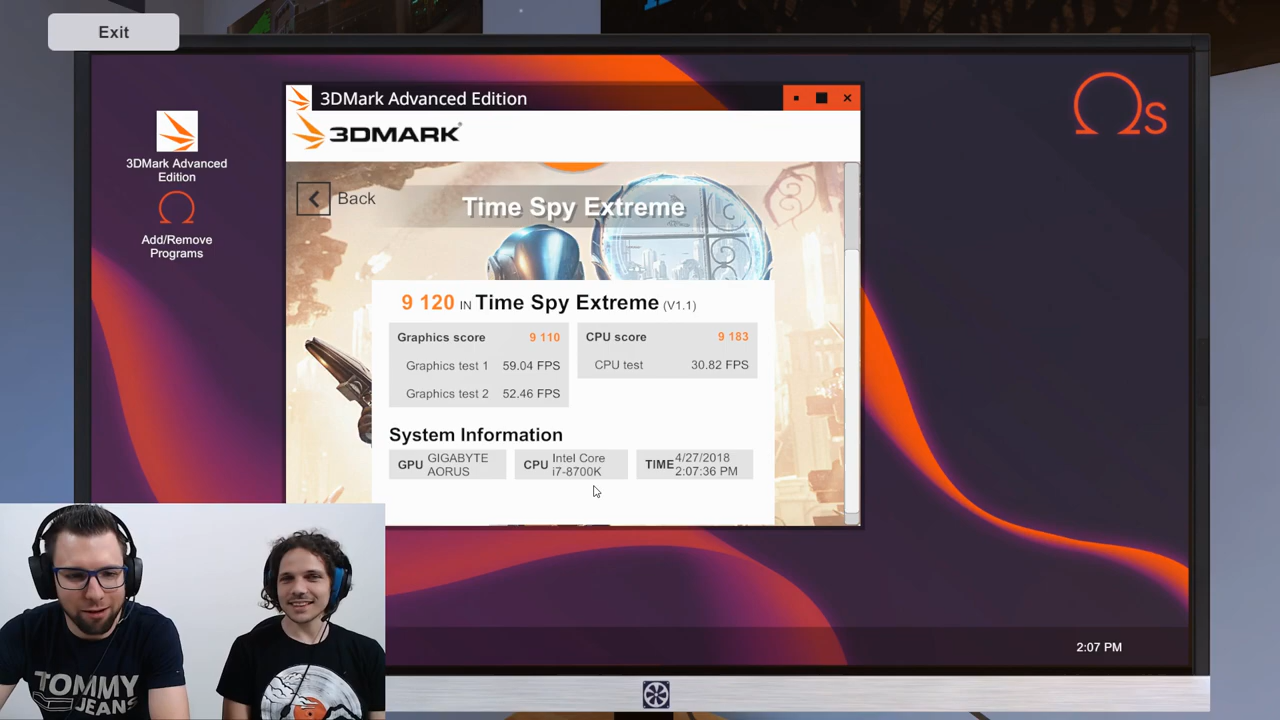 Exit
3DMark Advanced Edition
3DMARK
3DMark Advanced
Edition
Add/Remove
Programs
Back
Time Spy Extreme
9 120 IN Time Spy Extreme (V1.1)
Graphics score 9 110
Graphics test 1 59.04 FPS
Graphics test 2 52.46 FPS
CPU score 9 183
CPU test 30.82 FPS
System Information
GPU GIGABYTE
AORUS
CPU Intel Core
i7-8700K
TIME 4/27/2018
2:07:36 PM
ΩS
TOMMY
JEANS
2:07 PM